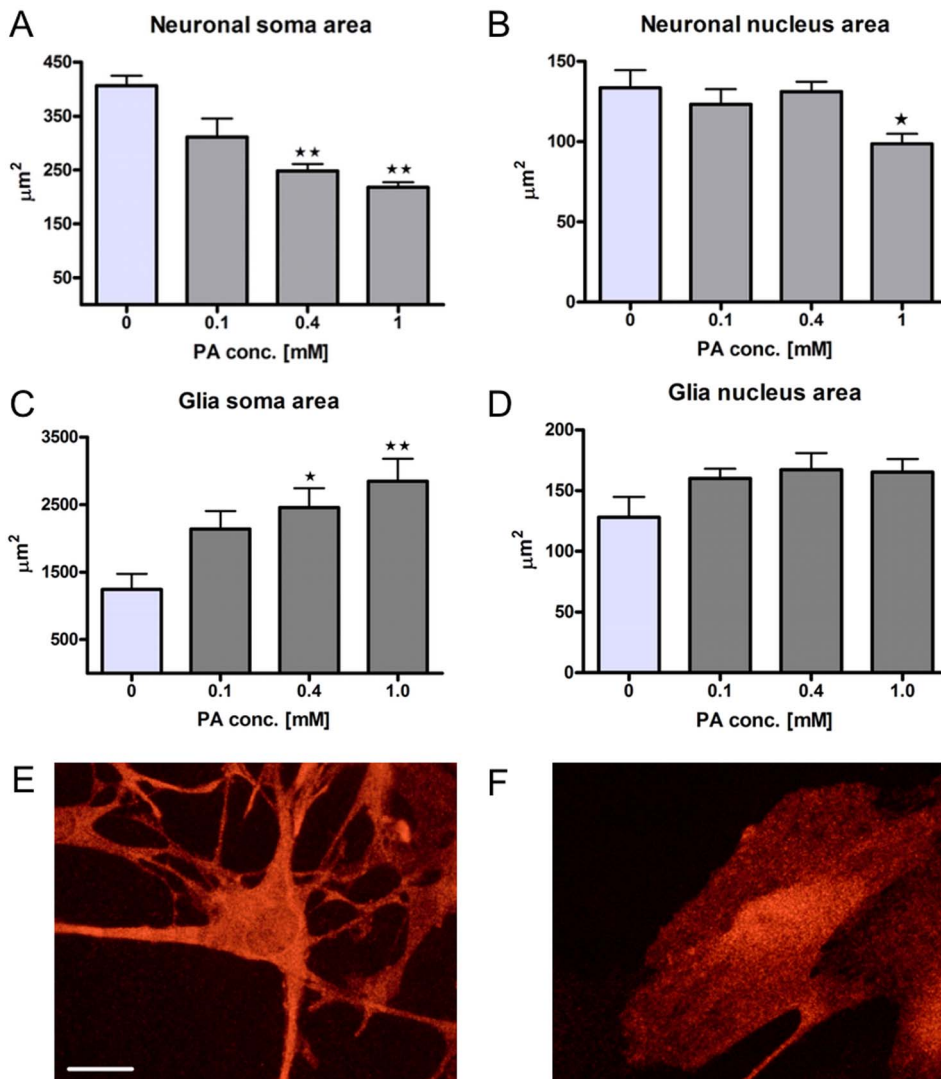 A
Neuronal soma area
450
350
250
150
50
μm²
★★
★★
0 0.1 0.4 1
PA conc. [mM]
B
Neuronal nucleus area
150
100
50
0
μm²
★
0 0.1 0.4 1
PA conc. [mM]
C
Glia soma area
3500
2500
1500
500
μm²
★
★★
0 0.1 0.4 1.0
PA conc. [mM]
D
Glia nucleus area
200
150
100
50
0
μm²
0 0.1 0.4 1.0
PA conc. [mM]
E
F